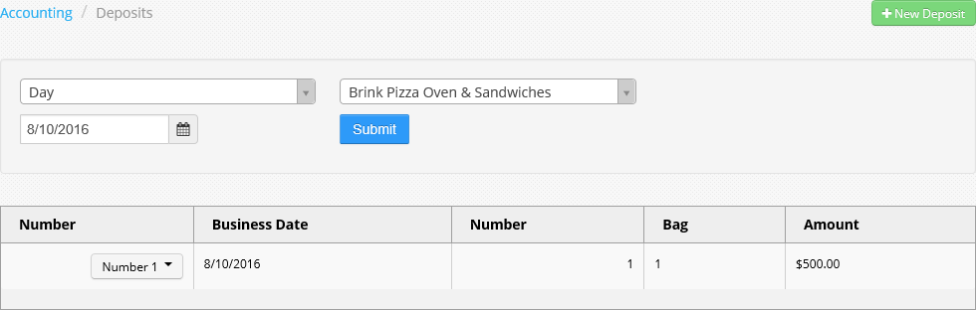 Accounting / Deposits
+ New Deposit
Day
Brink Pizza Oven & Sandwiches
8/10/2016
Submit
Number Business Date Number Bag Amount
Number 1 8/10/2016 1 1 $500.00